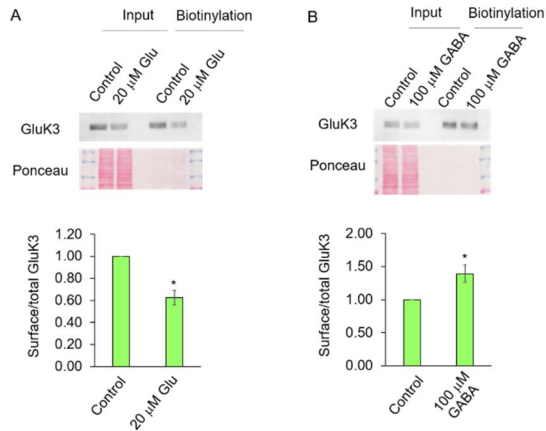 A
Input Biotinylation
Control
20 µM Glu
Control
20 µM Glu
GluK3
Ponceau
Surface/total GluK3
1.20
1.00
0.80
0.60
0.40
0.20
0.00
*
Control
20 µM Glu
B
Input Biotinylation
Control
100 µM GABA
Control
100 µM GABA
GluK3
Ponceau
Surface/total GluK3
2.00
1.50
1.00
0.50
0.00
*
Control
100 µM
GABA